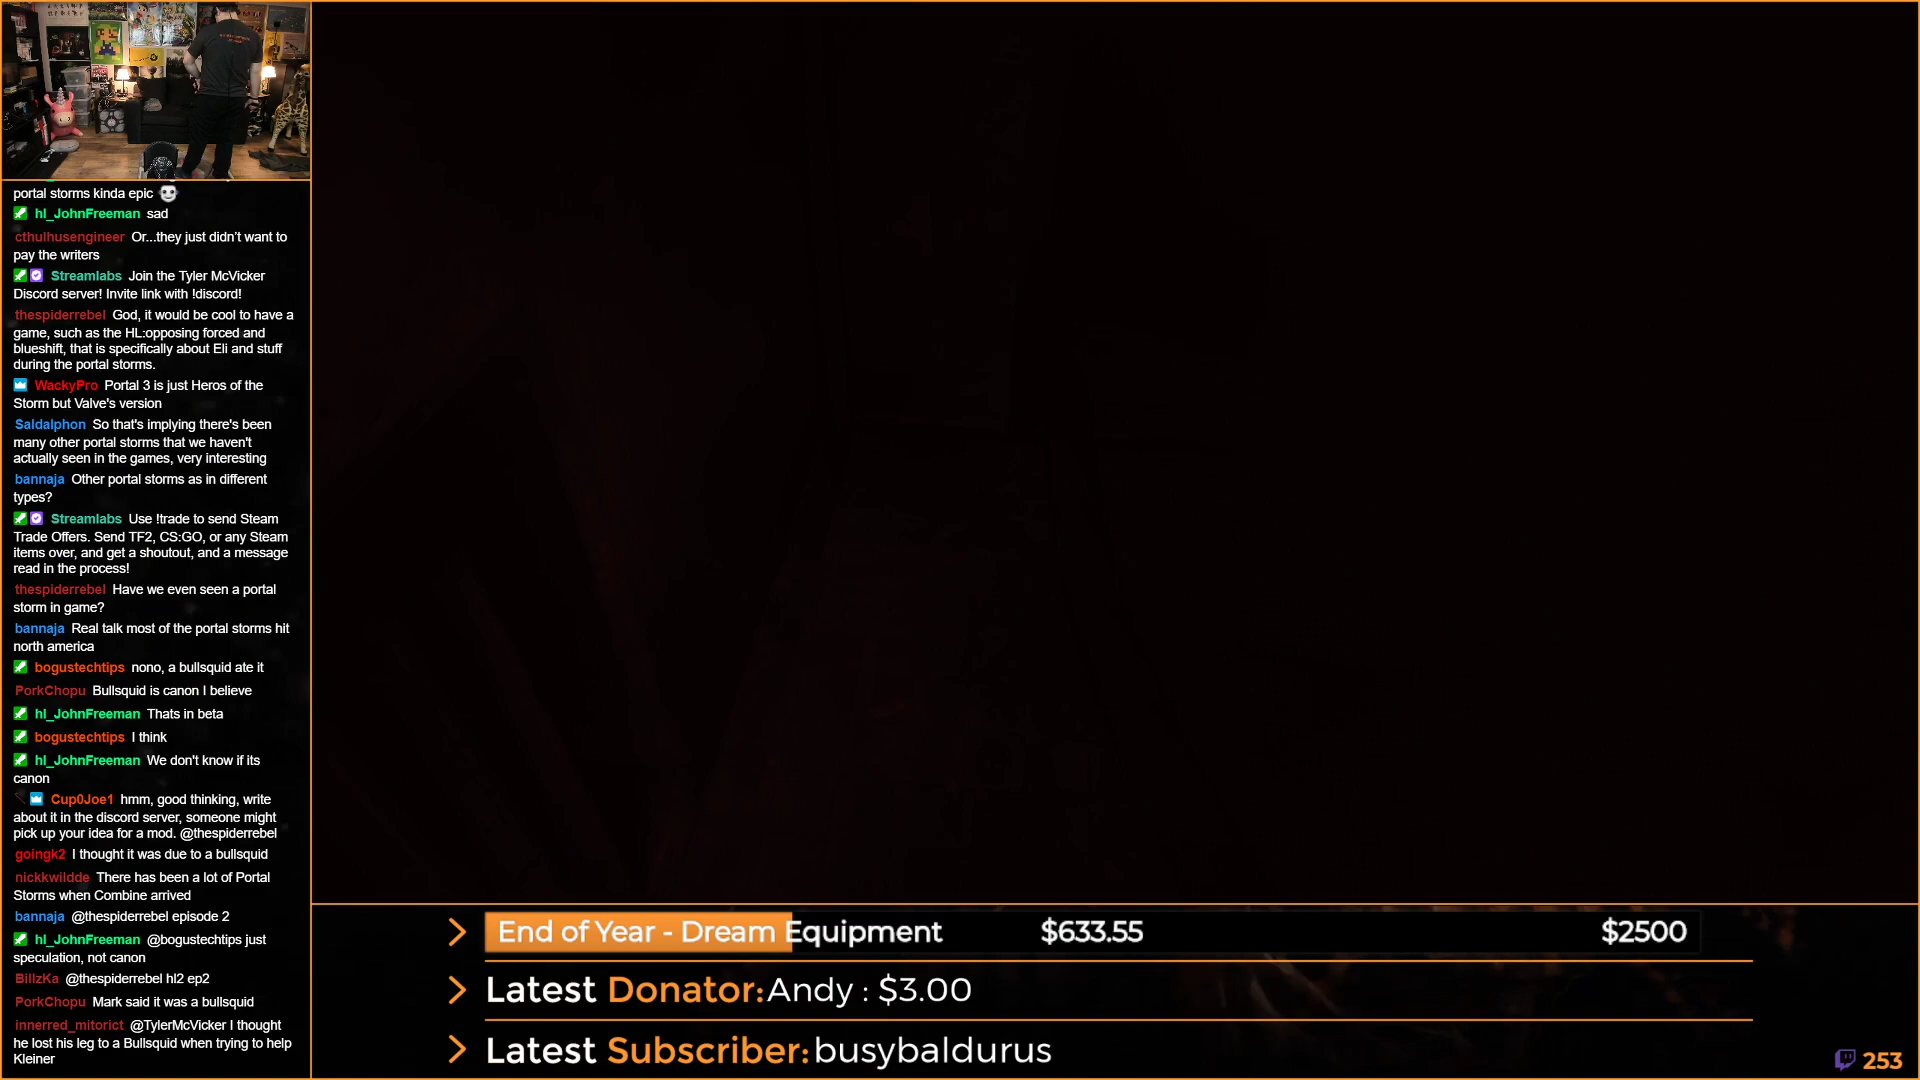 portal storms kinda epic
hl_JohnFreeman sad
cthulhusengineer Or...they just didn't want to
pay the writers
Streamlabs Join the Tyler McVicker
Discord server! Invite link with !discord!
thespiderrebel God, it would be cool to have a
game, such as the HL:opposing forced and
blueshift, that is specifically about Eli and stuff
during the portal storms.
WackyPro Portal 3 is just Heros of the
Storm but Valve's version
Saldalphon So that's implying there's been
many other portal storms that we haven't
actually seen in the games, very interesting
bannaja Other portal storms as in different
types?
Streamlabs Use !trade to send Steam
Trade Offers. Send TF2, CS:GO, or any Steam
items over, and get a shoutout, and a message
read in the process!
thespiderrebel Have we even seen a portal
storm in game?
bannaja Real talk most of the portal storms hit
north america
bogustechtips nono, a bullsquid ate it
PorkChopu Bullsquid is canon I believe
hl_JohnFreeman Thats in beta
bogustechtips I think
hl_JohnFreeman We don't know if its
canon
Cup0Joe1 hmm, good thinking, write
about it in the discord server, someone might
pick up your idea for a mod. @thespiderrebel
goingk2 I thought it was due to a bullsquid
nickkwildde There has been a lot of Portal
Storms when Combine arrived
bannaja @thespiderrebel episode 2
hl_JohnFreeman @bogustechtips just
speculation, not canon
BillzKa @thespiderrebel hl2 ep2
PorkChopu Mark said it was a bullsquid
innerred_mitorict @TylerMcVicker I thought
he lost his leg to a Bullsquid when trying to help
Kleiner
End of Year - Dream Equipment $633.55 $2500
Latest Donator:Andy : $3.00
Latest Subscriber:busybaldurus
253